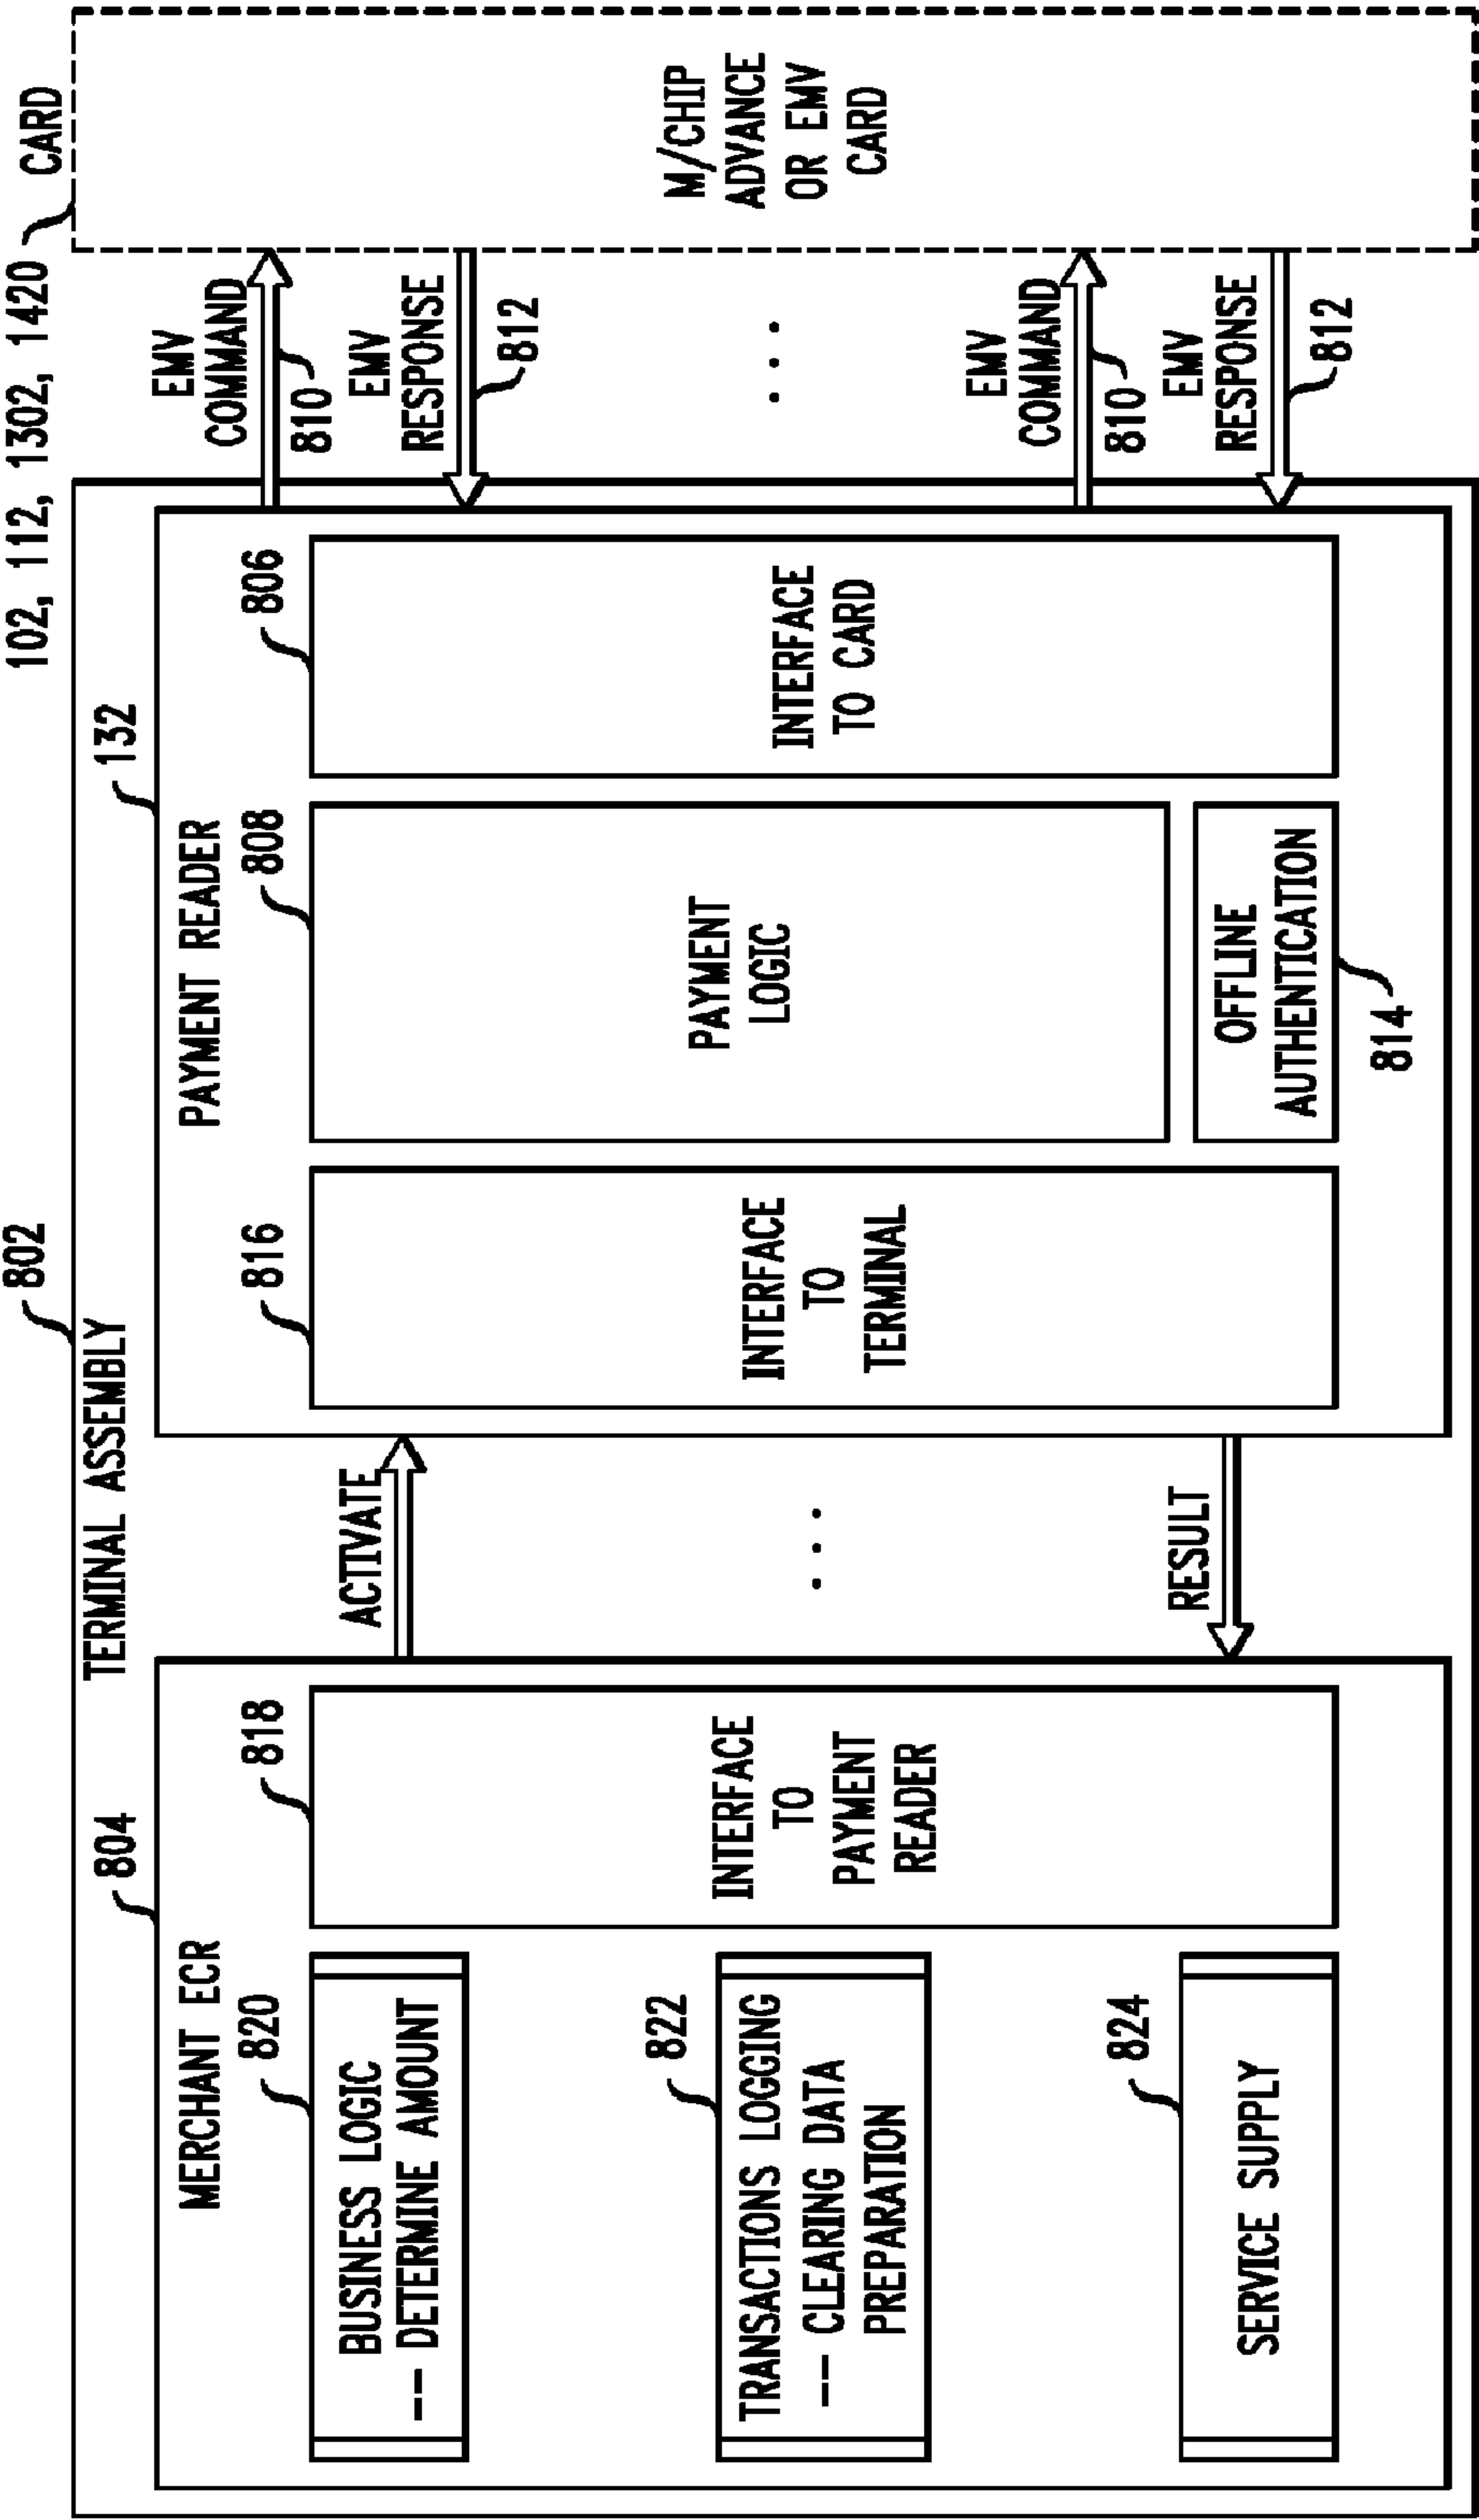 802
TERMINAL ASSEMBLY
804
MERCHANT ECR
820
BUSINESS LOGIC
-- DETERMINE AMOUNT
822
TRANSACTIONS LOGGING
-- CLEARING DATA
PREPARATION
824
SERVICE SUPPLY
818
INTERFACE
TO
PAYMENT
READER
ACTIVATE
. . .
RESULT
132
PAYMENT READER
816
INTERFACE
TO
TERMINAL
808
PAYMENT
LOGIC
OFFLINE
AUTHENTICATION
814
806
INTERFACE
TO CARD
EMV
COMMAND
810
EMV
RESPONSE
812
. . .
EMV
COMMAND
810
EMV
RESPONSE
812
102, 112, 1302, 1420
CARD
M/CHIP
ADVANCE
OR EMV
CARD